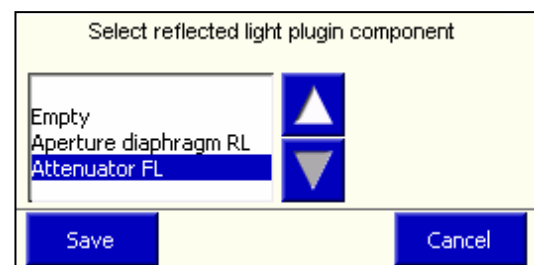 Select reflected light plugin component
Empty
Aperture diaphragm RL
Attenuator FL
Save
Cancel